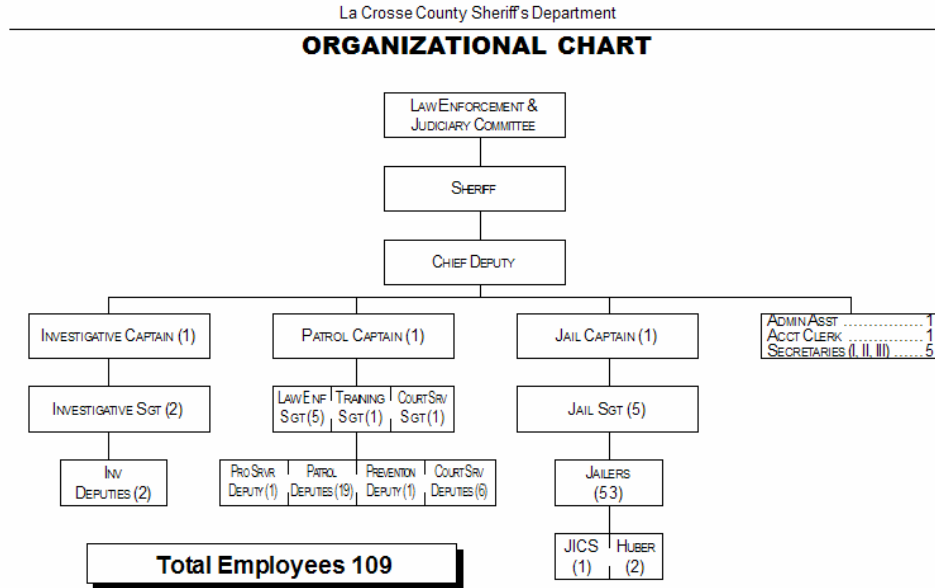 La Crosse County Sheriff's Department
ORGANIZATIONAL CHART
LAW ENFORCEMENT &
JUDICIARY COMMITTEE
SHERIFF
CHIEF DEPUTY
INVESTIGATIVE CAPTAIN (1)
PATROL CAPTAIN (1)
JAIL CAPTAIN (1)
ADMIN ASST ................ 1
ACCT CLERK ................ 1
SECRETARIES (I, II, III) ...... 5
INVESTIGATIVE SGT (2)
LAW ENF
SGT (5)
TRAINING
SGT (1)
COURT SRV
SGT (1)
JAIL SGT (5)
INV
DEPUTIES (2)
PRO SRVR
DEPUTY (1)
PATROL
DEPUTIES (19)
PREVENTION
DEPUTY (1)
COURT SRV
DEPUTIES (6)
JAILERS
(53)
JICS
(1)
HUBER
(2)
Total Employees 109